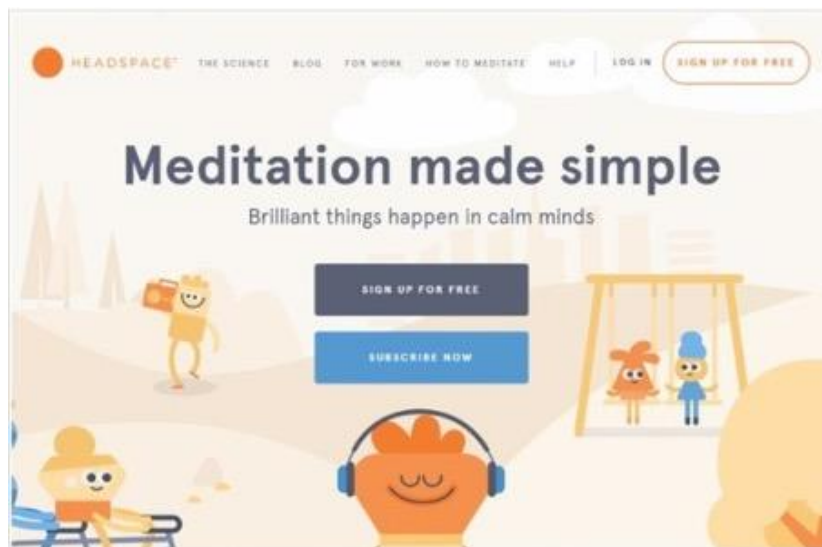 HEADSPACE THE SCIENCE BLOG FOR WORK HOW TO MEDITATE HELP LOG IN SIGN UP FOR FREE
Meditation made simple
Brilliant things happen in calm minds
SIGN UP FOR FREE
SUBSCRIBE NOW